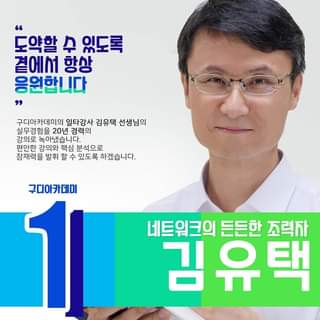 "
도약할 수 있도록
곁에서 항상
응원합니다
"
구디아카데미의 일타강사 김유택 선생님의
실무경험을 20년 경력의
강의로 녹아냈습니다.
편안한 강의와 핵심 분석으로
잠재력을 발휘 할 수 있도록 하겠습니다.
구디아카데미
1
네트워크의 든든한 조력자
김유택